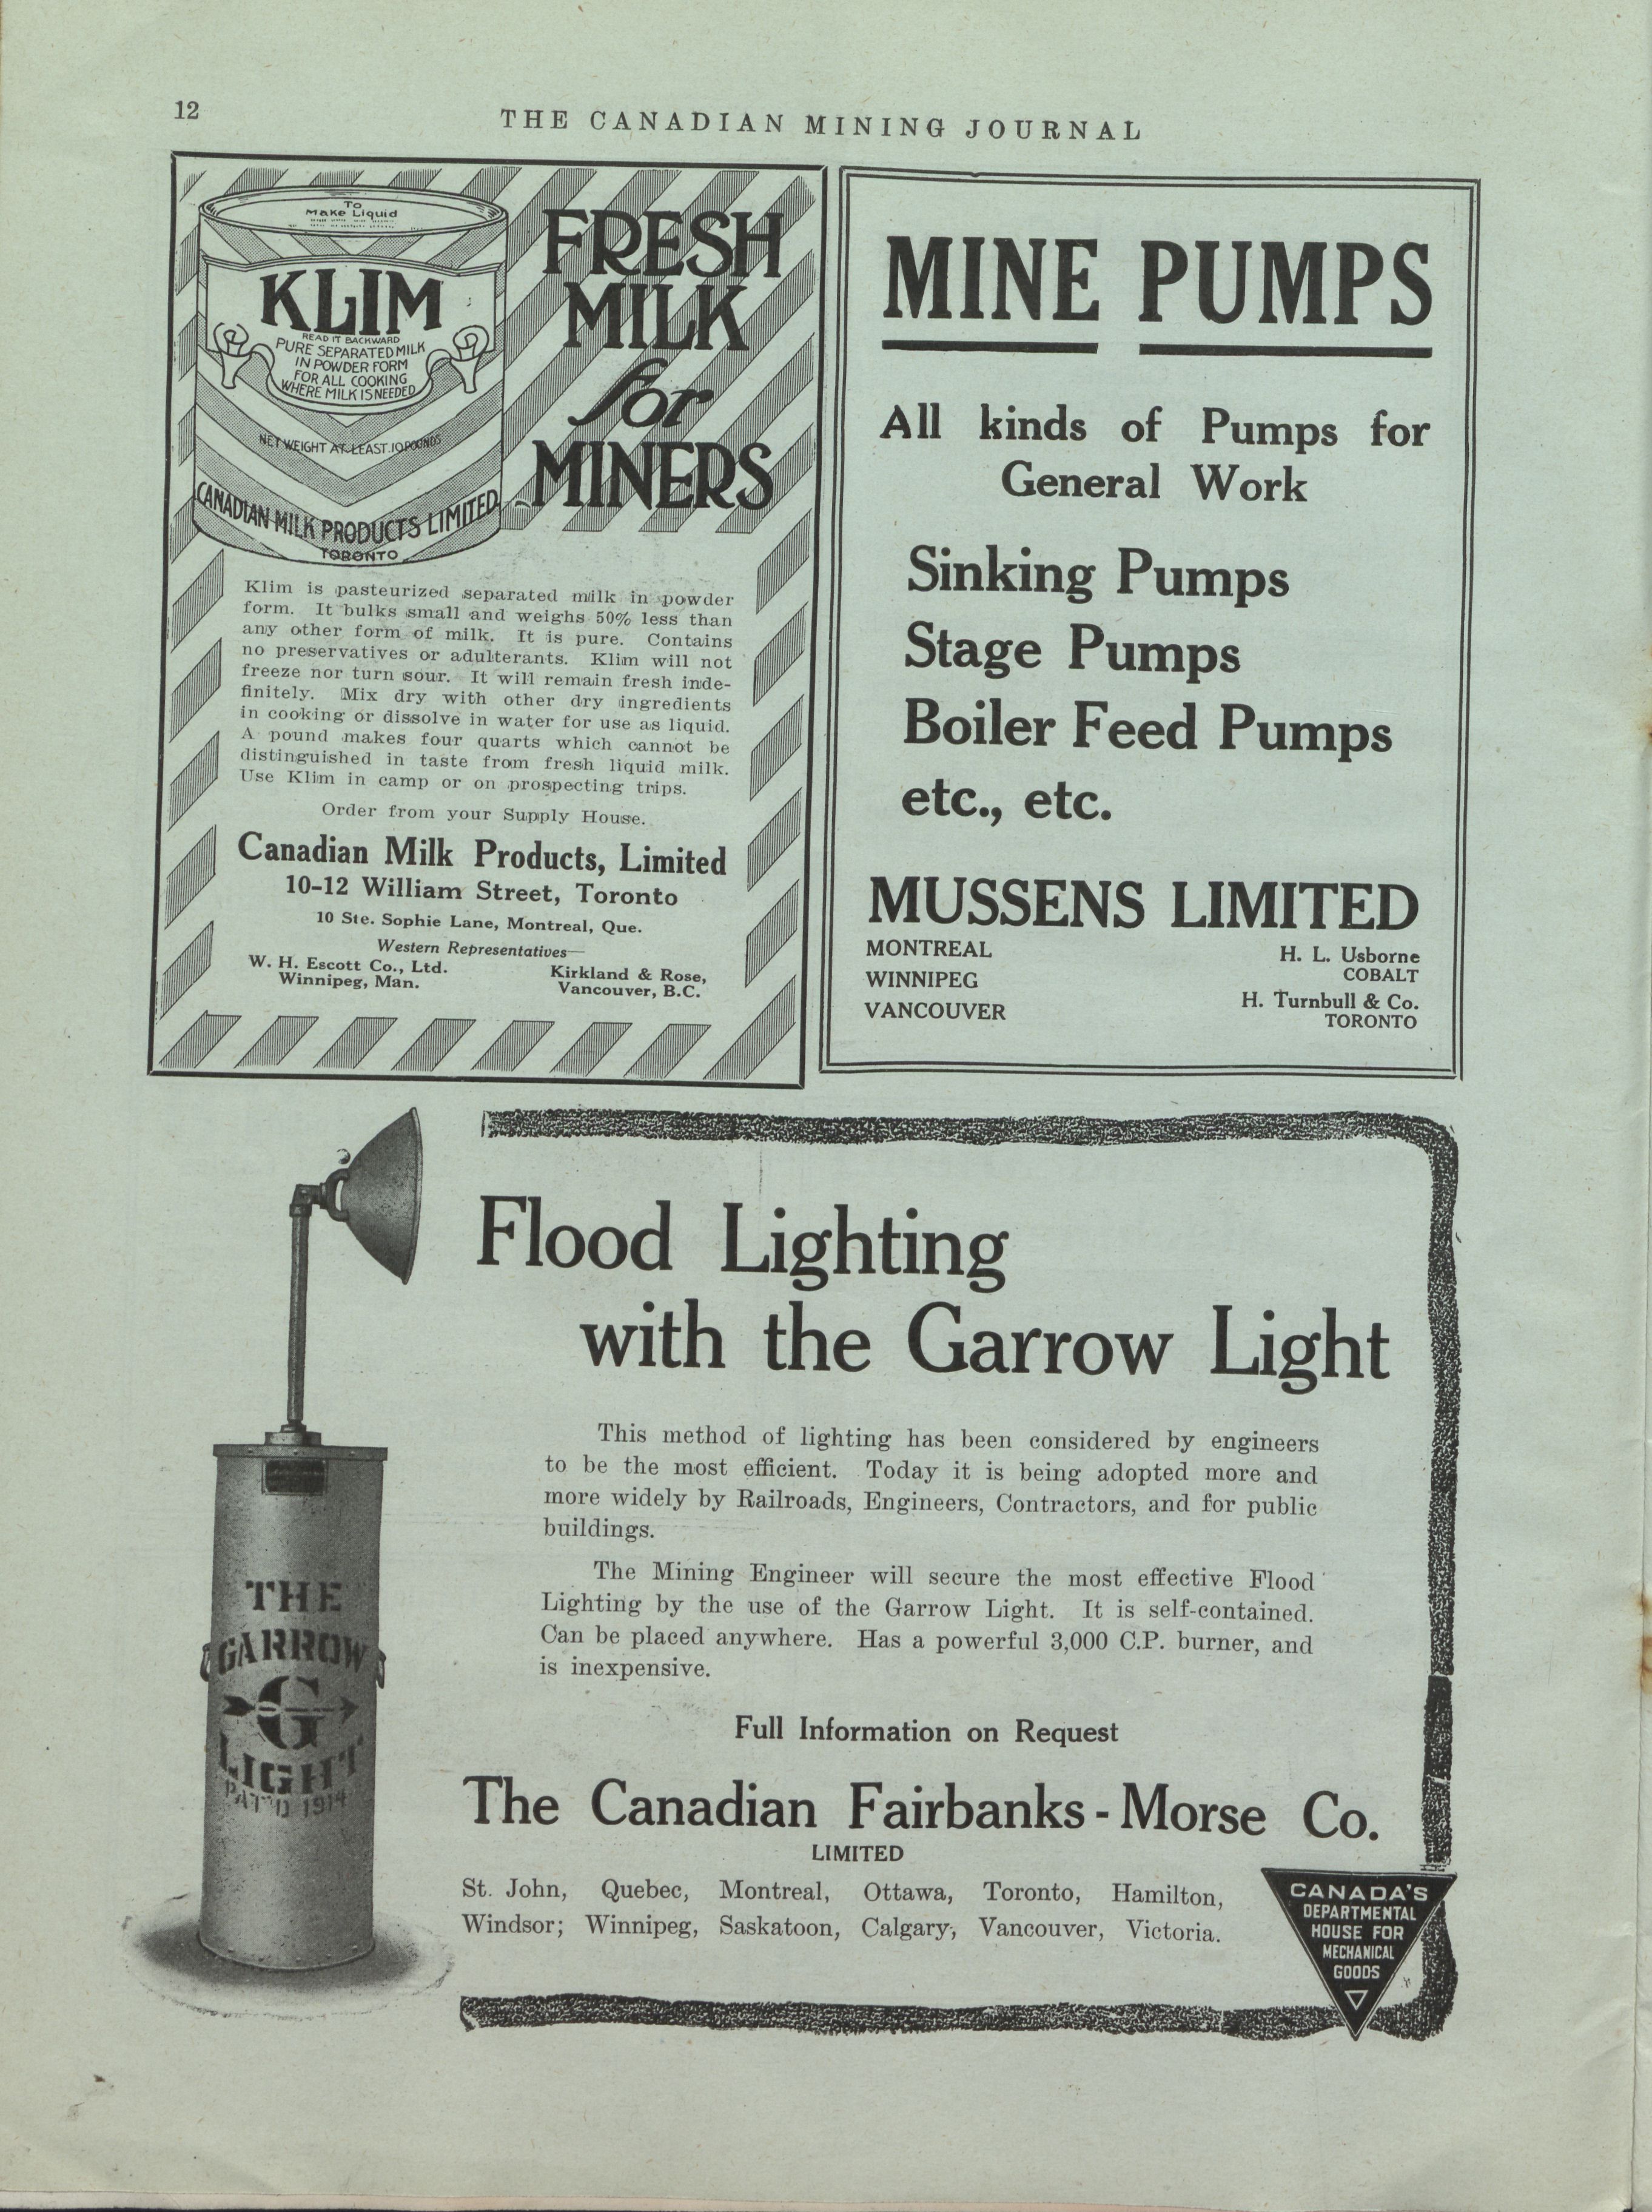 12
THE CANADIAN MINING JOURNAL
To
Make Liquid
KLIM
READ IT BACKWARD
PURE SEPARATED MILK
IN POWDER FORM
FOR ALL COOKING
WHERE MILK IS NEEDED
NET WEIGHT AT LEAST 10 POUNDS
CANADIAN MILK PRODUCTS LIMITED
TORONTO
FRESH
MILK
for
MINERS
Klim is pasteurized separated milk in powder
form. It bulks small and weighs 50% less than
any other form of milk. It is pure. Contains
no preservatives or adulterants. Klim will not
freeze nor turn sour. It will remain fresh inde-
finitely. Mix dry with other dry ingredients
in cooking or dissolve in water for use as liquid.
A pound makes four quarts which cannot be
distinguished in taste from fresh liquid milk.
Use Klim in camp or on prospecting trips.
Order from your Supply House.
Canadian Milk Products, Limited
10-12 William Street, Toronto
10 Ste. Sophie Lane, Montreal, Que.
Western Representatives—
W. H. Escott Co., Ltd.
Winnipeg, Man.
Kirkland & Rose,
Vancouver, B.C.
MINE PUMPS
All kinds of Pumps for
General Work
Sinking Pumps
Stage Pumps
Boiler Feed Pumps
etc., etc.
MUSSENS LIMITED
MONTREAL
WINNIPEG
VANCOUVER
H. L. Usborne
COBALT
H. Turnbull & Co.
TORONTO
THE
GARROW
G
LIGHT
PAT'D 1914
Flood Lighting
with the Garrow Light
This method of lighting has been considered by engineers
to be the most efficient. Today it is being adopted more and
more widely by Railroads, Engineers, Contractors, and for public
buildings.
The Mining Engineer will secure the most effective Flood
Lighting by the use of the Garrow Light. It is self-contained.
Can be placed anywhere. Has a powerful 3,000 C.P. burner, and
is inexpensive.
Full Information on Request
The Canadian Fairbanks-Morse Co.
LIMITED
St. John, Quebec, Montreal, Ottawa, Toronto, Hamilton,
Windsor; Winnipeg, Saskatoon, Calgary, Vancouver, Victoria.
CANADA'S
DEPARTMENTAL
HOUSE FOR
MECHANICAL
GOODS